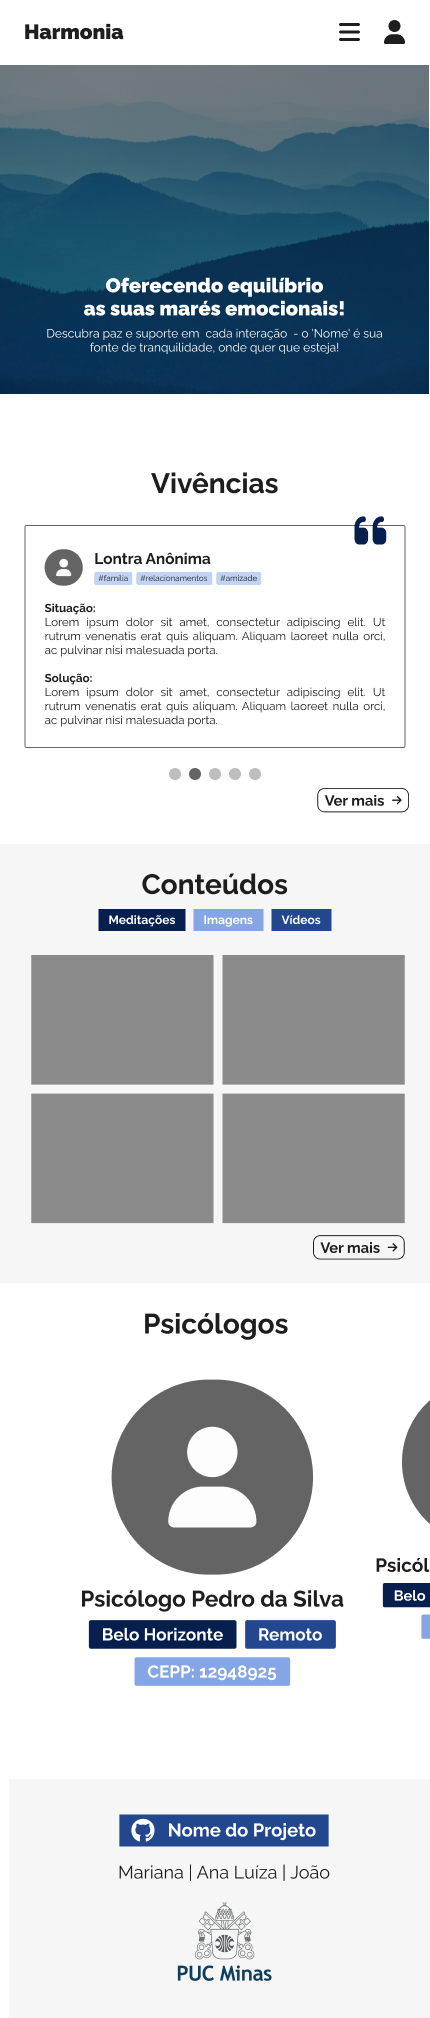 Harmonia
Oferecendo equilíbrio
as suas marés emocionais!
Descubra paz e suporte em cada interação - o 'Nome' é sua
fonte de tranquilidade, onde quer que esteja!
Vivências
Lontra Anônima
#familia #relacionamentos #amizade
Situação:
Lorem ipsum dolor sit amet, consectetur adipiscing elit. Ut
rutrum venenatis erat quis aliquam. Aliquam laoreet nulla orci,
ac pulvinar nisi malesuada porta.
Solução:
Lorem ipsum dolor sit amet, consectetur adipiscing elit. Ut
rutrum venenatis erat quis aliquam. Aliquam laoreet nulla orci,
ac pulvinar nisi malesuada porta.
Ver mais →
Conteúdos
Meditações Imagens Vídeos
Ver mais →
Psicólogos
Psicól
Belo
Psicólogo Pedro da Silva
Belo Horizonte Remoto
CEPP: 12948925
Nome do Projeto
Mariana | Ana Luíza | João
PUC Minas